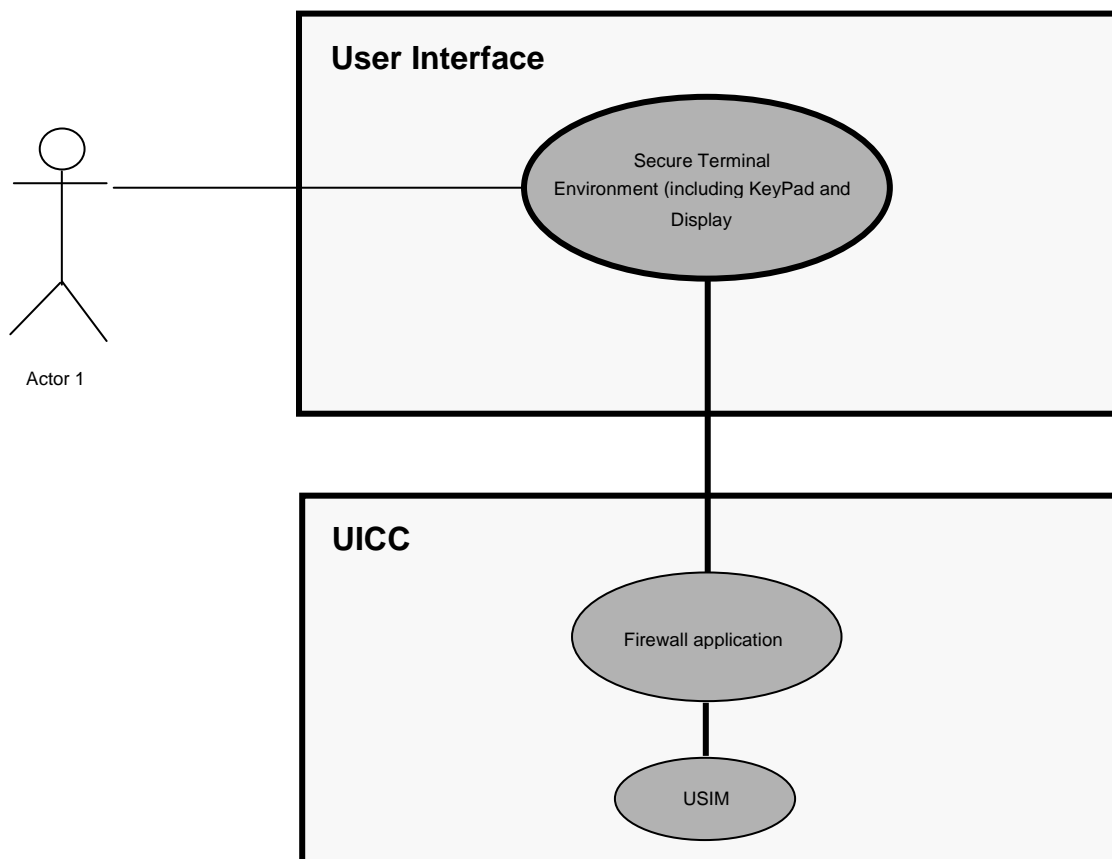 User Interface
Secure Terminal
Environment (including KeyPad and
Display
Actor 1
UICC
Firewall application
USIM